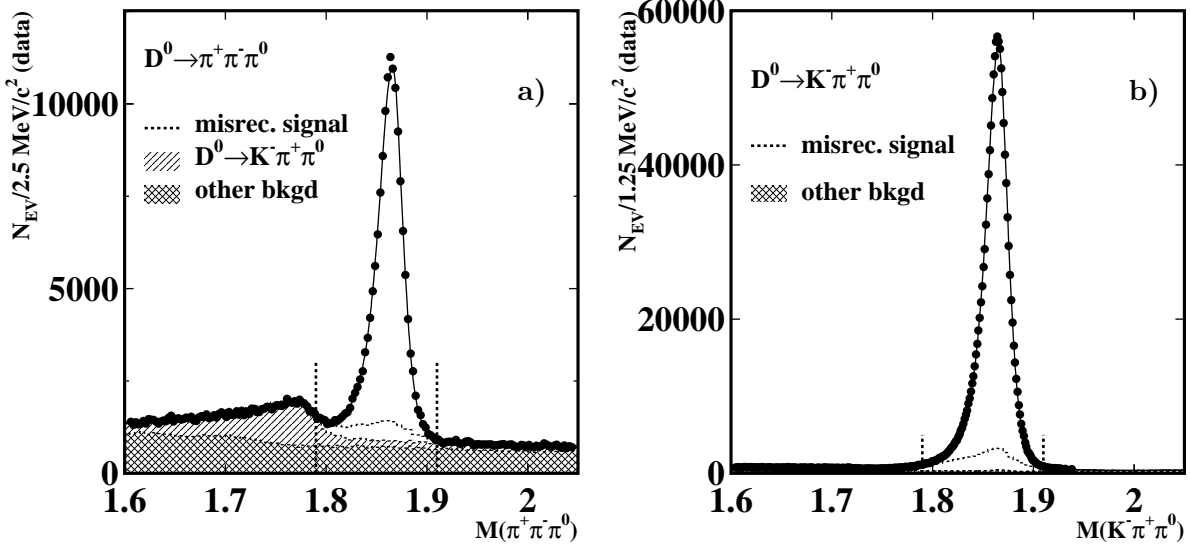 N_EV/2.5 MeV/c² (data)
D⁰→π⁺π⁻π⁰
a)
misrec. signal
D⁰→K⁻π⁺π⁰
other bkgd
10000
5000
0
1.6 1.7 1.8 1.9 2
M(π⁺π⁻π⁰)
N_EV/1.25 MeV/c² (data)
D⁰→K⁻π⁺π⁰
b)
misrec. signal
other bkgd
60000
40000
20000
0
1.6 1.7 1.8 1.9 2
M(K⁻π⁺π⁰)